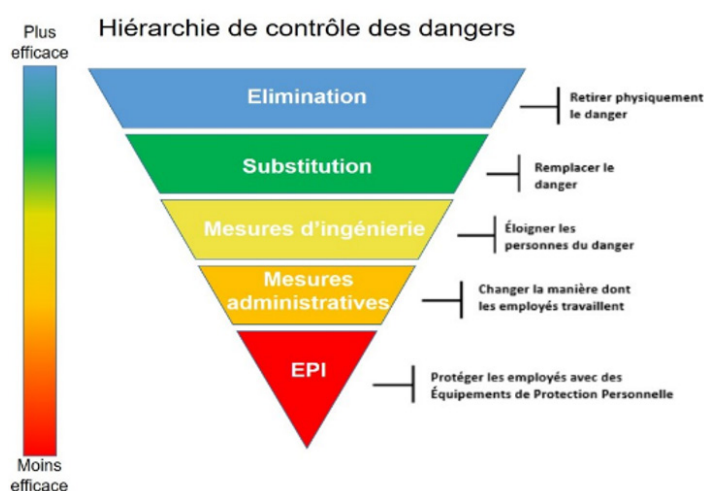 Plus
efficace
Hiérarchie de contrôle des dangers
Elimination
Retirer physiquement
le danger
Substitution
Remplacer le
danger
Mesures d'ingénierie
Éloigner les
personnes du danger
Mesures
administratives
Changer la manière dont
les employés travaillent
EPI
Protéger les employés avec des
Équipements de Protection Personnelle
Moins
efficace